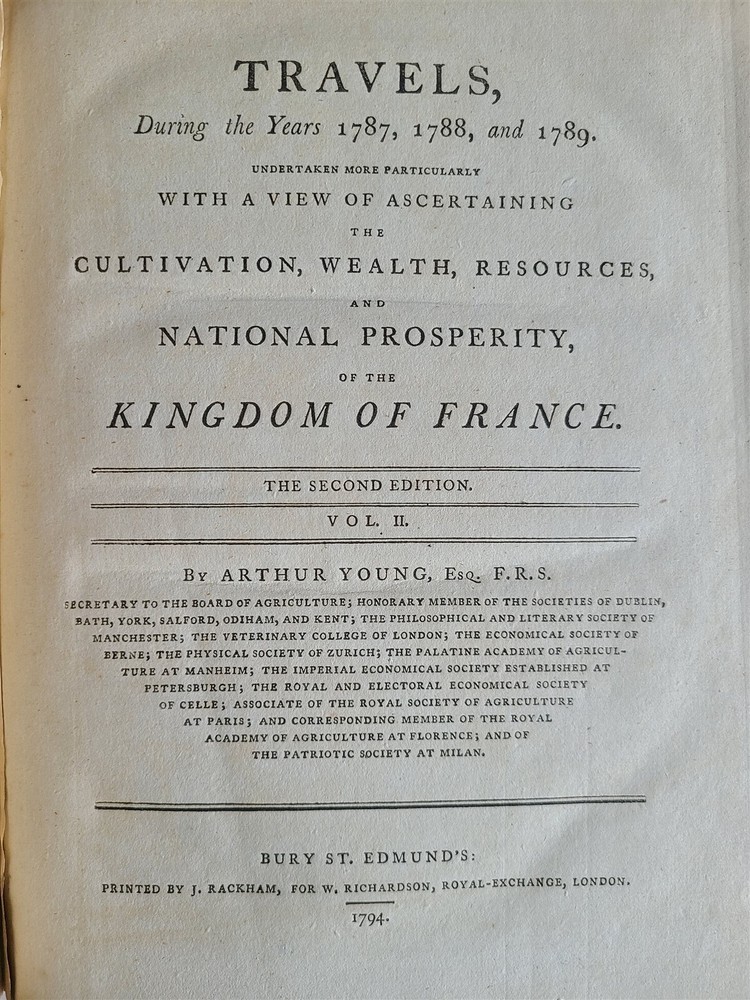 TRAVELS,
During the Years 1787, 1788, and 1789.
UNDERTAKEN MORE PARTICULARLY
WITH A VIEW OF ASCERTAINING
THE
CULTIVATION, WEALTH, RESOURCES,
AND
NATIONAL PROSPERITY,
OF THE
KINGDOM OF FRANCE.
THE SECOND EDITION.
VOL. II.
By ARTHUR YOUNG, Esq. F.R.S.
SECRETARY TO THE BOARD OF AGRICULTURE; HONORARY MEMBER OF THE SOCIETIES OF DUBLIN,
BATH, YORK, SALFORD, ODIHAM, AND KENT; THE PHILOSOPHICAL AND LITERARY SOCIETY OF
MANCHESTER; THE VETERINARY COLLEGE OF LONDON; THE ECONOMICAL SOCIETY OF
BERNE; THE PHYSICAL SOCIETY OF ZURICH; THE PALATINE ACADEMY OF AGRICUL-
TURE AT MANHEIM; THE IMPERIAL ECONOMICAL SOCIETY ESTABLISHED AT
PETERSBURGH; THE ROYAL AND ELECTORAL ECONOMICAL SOCIETY
OF CELLE; ASSOCIATE OF THE ROYAL SOCIETY OF AGRICULTURE
AT PARIS; AND CORRESPONDING MEMBER OF THE ROYAL
ACADEMY OF AGRICULTURE AT FLORENCE; AND OF
THE PATRIOTIC SOCIETY AT MILAN.
BURY ST. EDMUND'S:
PRINTED BY J. RACKHAM, FOR W. RICHARDSON, ROYAL-EXCHANGE, LONDON.
1794.